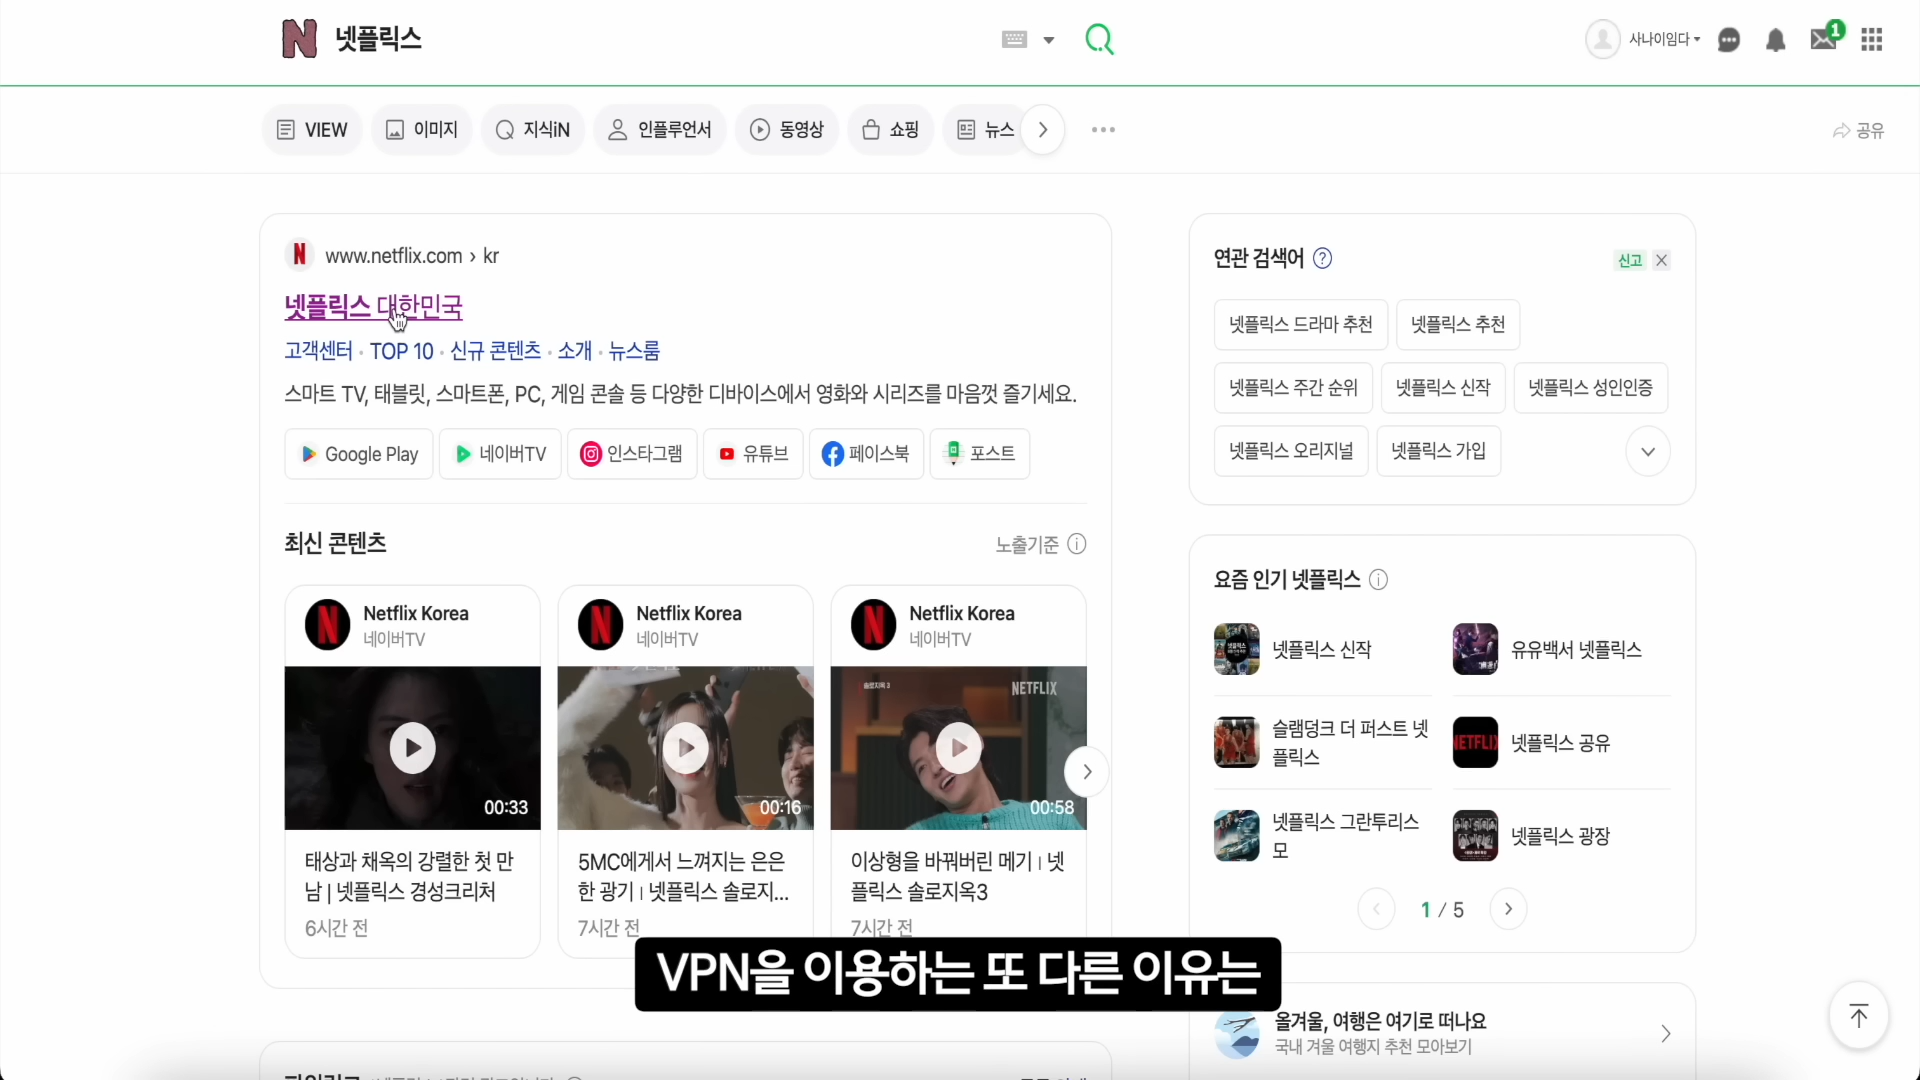 N 넷플릭스
사나이임다
1
VIEW
이미지
지식iN
인플루언서
동영상
쇼핑
뉴스
공유
www.netflix.com › kr
넷플릭스 대한민국
고객센터 · TOP 10 · 신규 콘텐츠 · 소개 · 뉴스룸
스마트 TV, 태블릿, 스마트폰, PC, 게임 콘솔 등 다양한 디바이스에서 영화와 시리즈를 마음껏 즐기세요.
Google Play
네이버TV
인스타그램
유튜브
페이스북
포스트
최신 콘텐츠
노출기준
Netflix Korea
네이버TV
00:33
태상과 채옥의 강렬한 첫 만
남 | 넷플릭스 경성크리처
6시간 전
Netflix Korea
네이버TV
00:16
5MC에게서 느껴지는 은은
한 광기 | 넷플릭스 솔로지...
7시간 전
Netflix Korea
네이버TV
솔로지옥3
NETFLIX
00:58
이상형을 바꿔버린 메기 | 넷
플릭스 솔로지옥3
7시간 전
연관 검색어
신고
넷플릭스 드라마 추천
넷플릭스 추천
넷플릭스 주간 순위
넷플릭스 신작
넷플릭스 성인인증
넷플릭스 오리지널
넷플릭스 가입
요즘 인기 넷플릭스
넷플릭스 신작
유유백서 넷플릭스
슬램덩크 더 퍼스트 넷
플릭스
NETFLIX
넷플릭스 공유
넷플릭스 그란투리스
모
넷플릭스 광장
1 / 5
올겨울, 여행은 여기로 떠나요
국내 겨울 여행지 추천 모아보기
VPN을 이용하는 또 다른 이유는